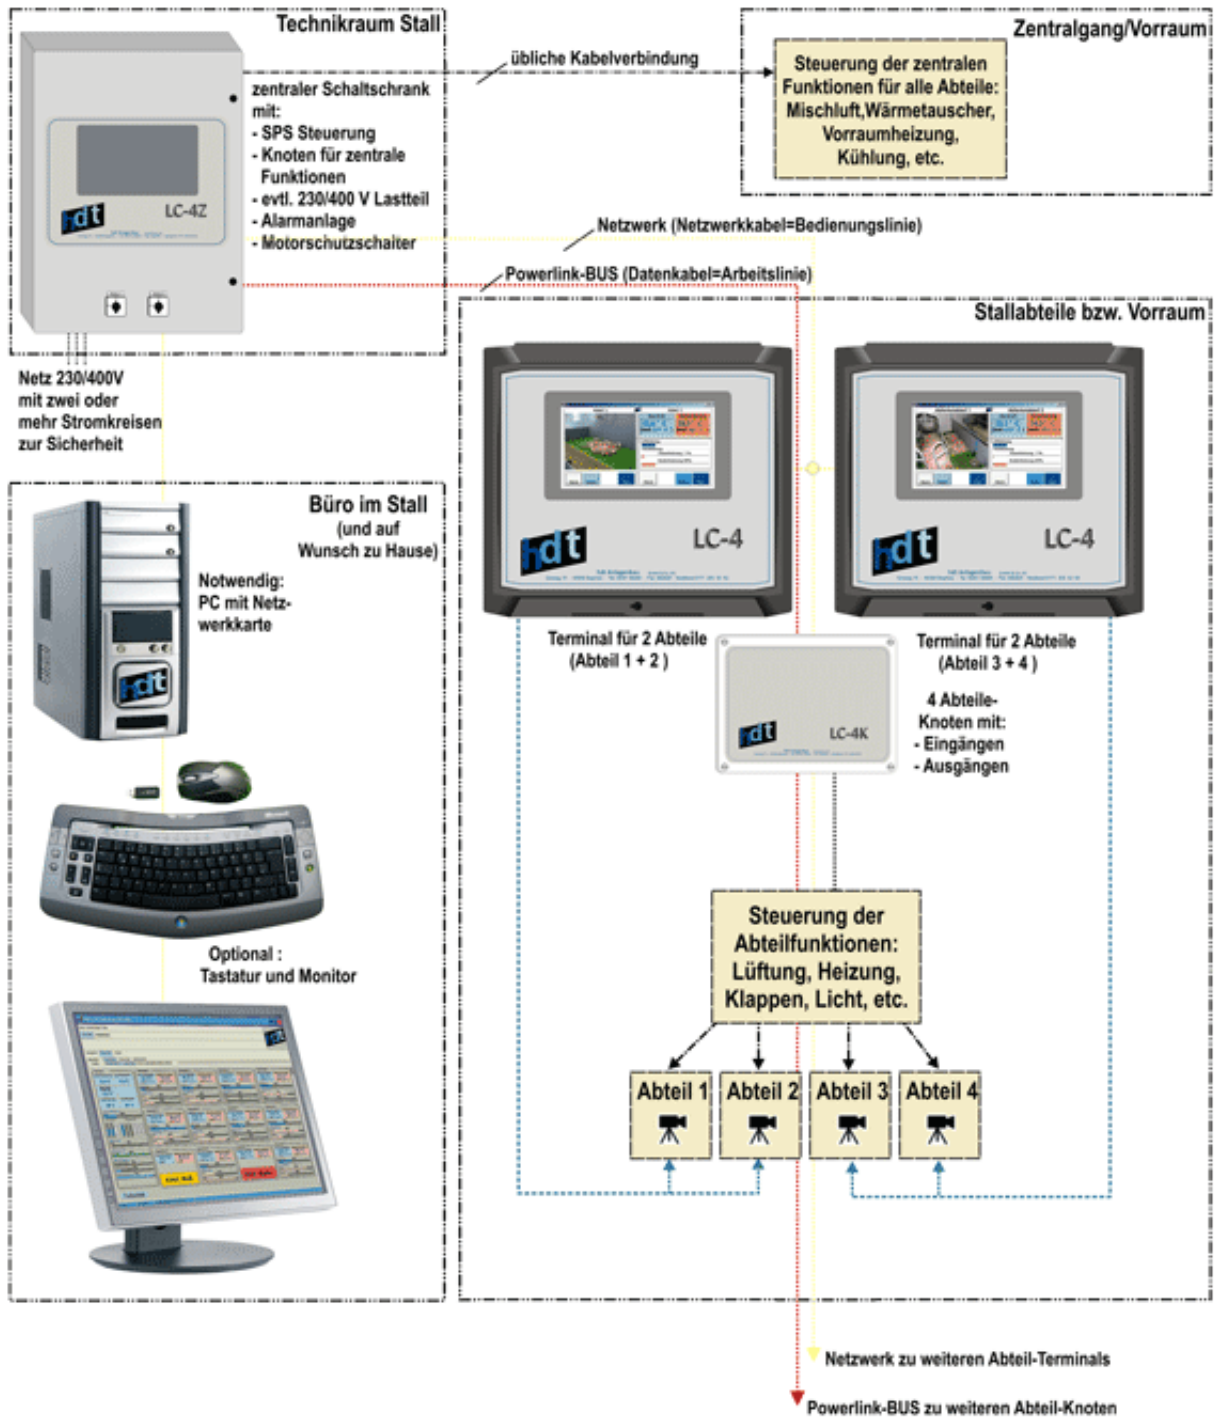 Technikraum Stall
zentraler Schaltschrank
mit:
- SPS Steuerung
- Knoten für zentrale
Funktionen
- evtl. 230/400 V Lastteil
- Alarmanlage
- Motorschutzschalter
hdt
LC-4Z
Netz 230/400V
mit zwei oder
mehr Stromkreisen
zur Sicherheit
übliche Kabelverbindung
Zentralgang/Vorraum
Steuerung der zentralen
Funktionen für alle Abteile:
Mischluft,Wärmetauscher,
Vorraumheizung,
Kühlung, etc.
Netzwerk (Netzwerkkabel=Bedienungslinie)
Powerlink-BUS (Datenkabel=Arbeitslinie)
Büro im Stall
(und auf
Wunsch zu Hause)
Notwendig:
PC mit Netz-
werkkarte
hdt
Optional :
Tastatur und Monitor
Stallabteile bzw. Vorraum
hdt
LC-4
hdt
LC-4
Terminal für 2 Abteile
(Abteil 1 + 2 )
Terminal für 2 Abteile
(Abteil 3 + 4 )
hdt
LC-4K
4 Abteile-
Knoten mit:
- Eingängen
- Ausgängen
Steuerung der
Abteilfunktionen:
Lüftung, Heizung,
Klappen, Licht, etc.
Abteil 1
Abteil 2
Abteil 3
Abteil 4
Netzwerk zu weiteren Abteil-Terminals
Powerlink-BUS zu weiteren Abteil-Knoten